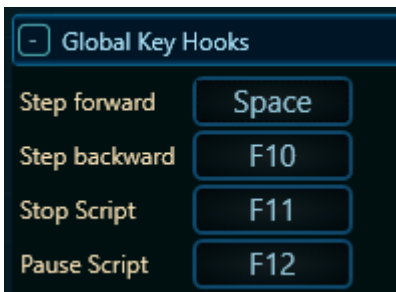 - Global Key Hooks
Step forward Space
Step backward F10
Stop Script F11
Pause Script F12